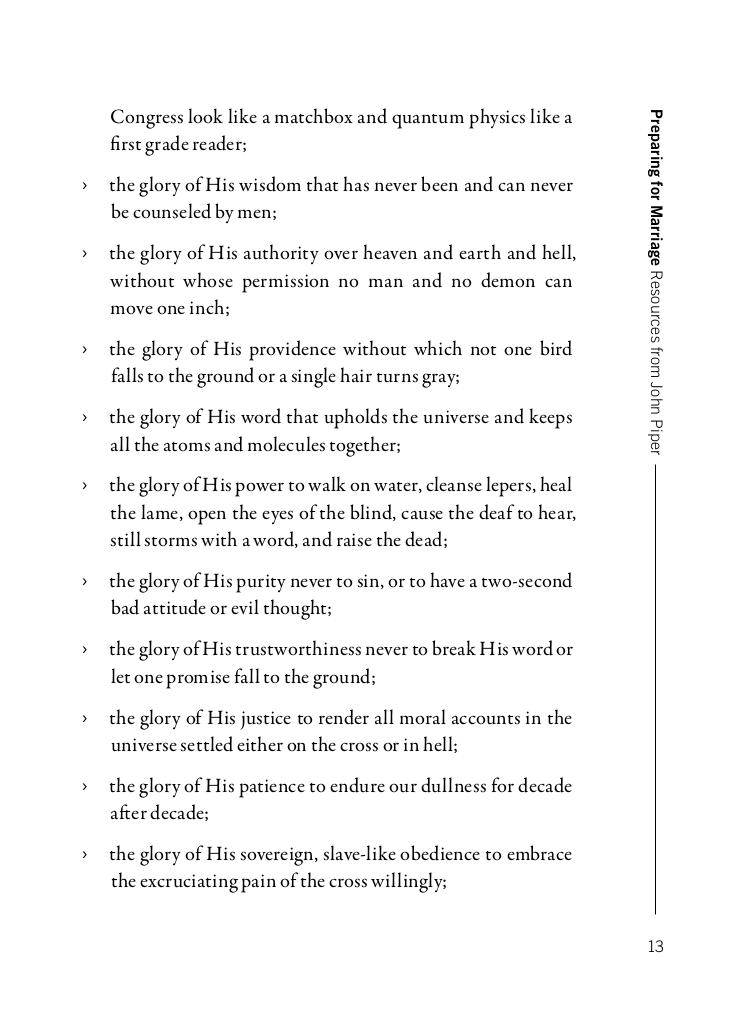 Congress look like a matchbox and quantum physics like a
first grade reader;
› the glory of His wisdom that has never been and can never
be counseled by men;
› the glory of His authority over heaven and earth and hell,
without whose permission no man and no demon can
move one inch;
› the glory of His providence without which not one bird
falls to the ground or a single hair turns gray;
› the glory of His word that upholds the universe and keeps
all the atoms and molecules together;
› the glory of His power to walk on water, cleanse lepers, heal
the lame, open the eyes of the blind, cause the deaf to hear,
still storms with a word, and raise the dead;
› the glory of His purity never to sin, or to have a two-second
bad attitude or evil thought;
› the glory of His trustworthiness never to break His word or
let one promise fall to the ground;
› the glory of His justice to render all moral accounts in the
universe settled either on the cross or in hell;
› the glory of His patience to endure our dullness for decade
after decade;
› the glory of His sovereign, slave-like obedience to embrace
the excruciating pain of the cross willingly;
Preparing for Marriage Resources from John Piper
13